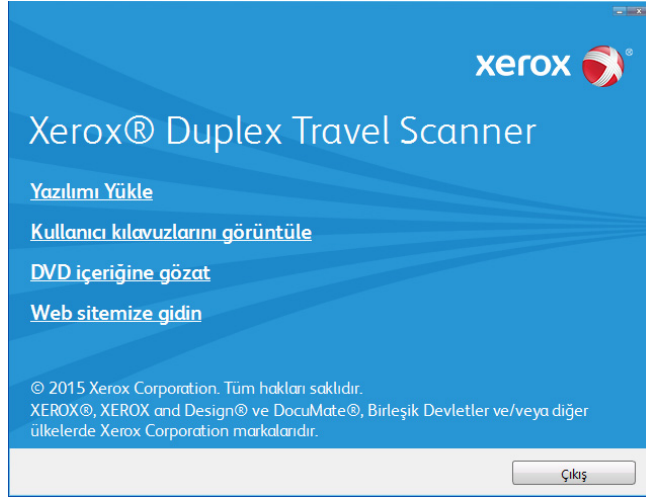 xerox ®
Xerox® Duplex Travel Scanner
Yazılımı Yükle
Kullanıcı kılavuzlarını görüntüle
DVD içeriğine gözat
Web sitemize gidin
© 2015 Xerox Corporation. Tüm hakları saklıdır.
XEROX®, XEROX and Design® ve DocuMate®, Birleşik Devletler ve/veya diğer
ülkelerde Xerox Corporation markalarıdır.
Çıkış